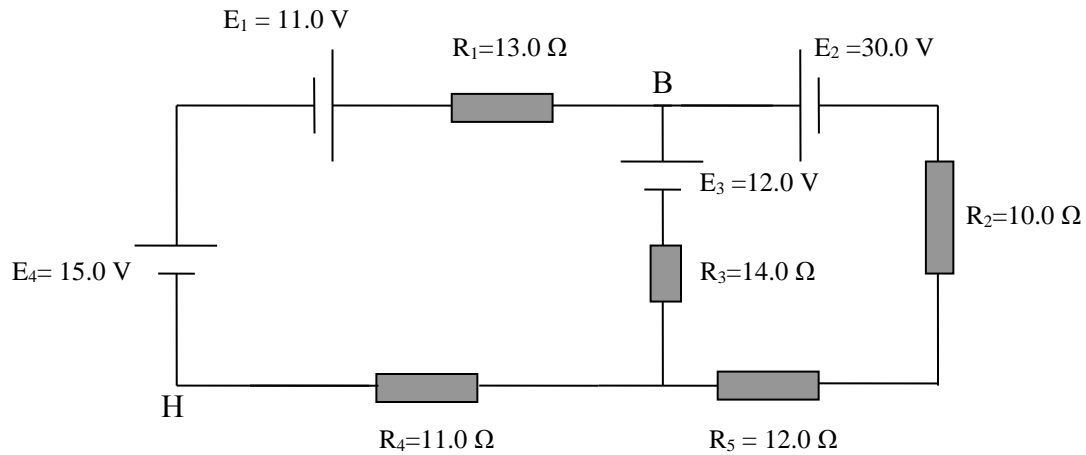 E₁ = 11.0 V
R₁=13.0 Ω
E₂ =30.0 V
B
E₃ =12.0 V
R₂=10.0 Ω
E₄= 15.0 V
R₃=14.0 Ω
H
R₄=11.0 Ω
R₅ = 12.0 Ω